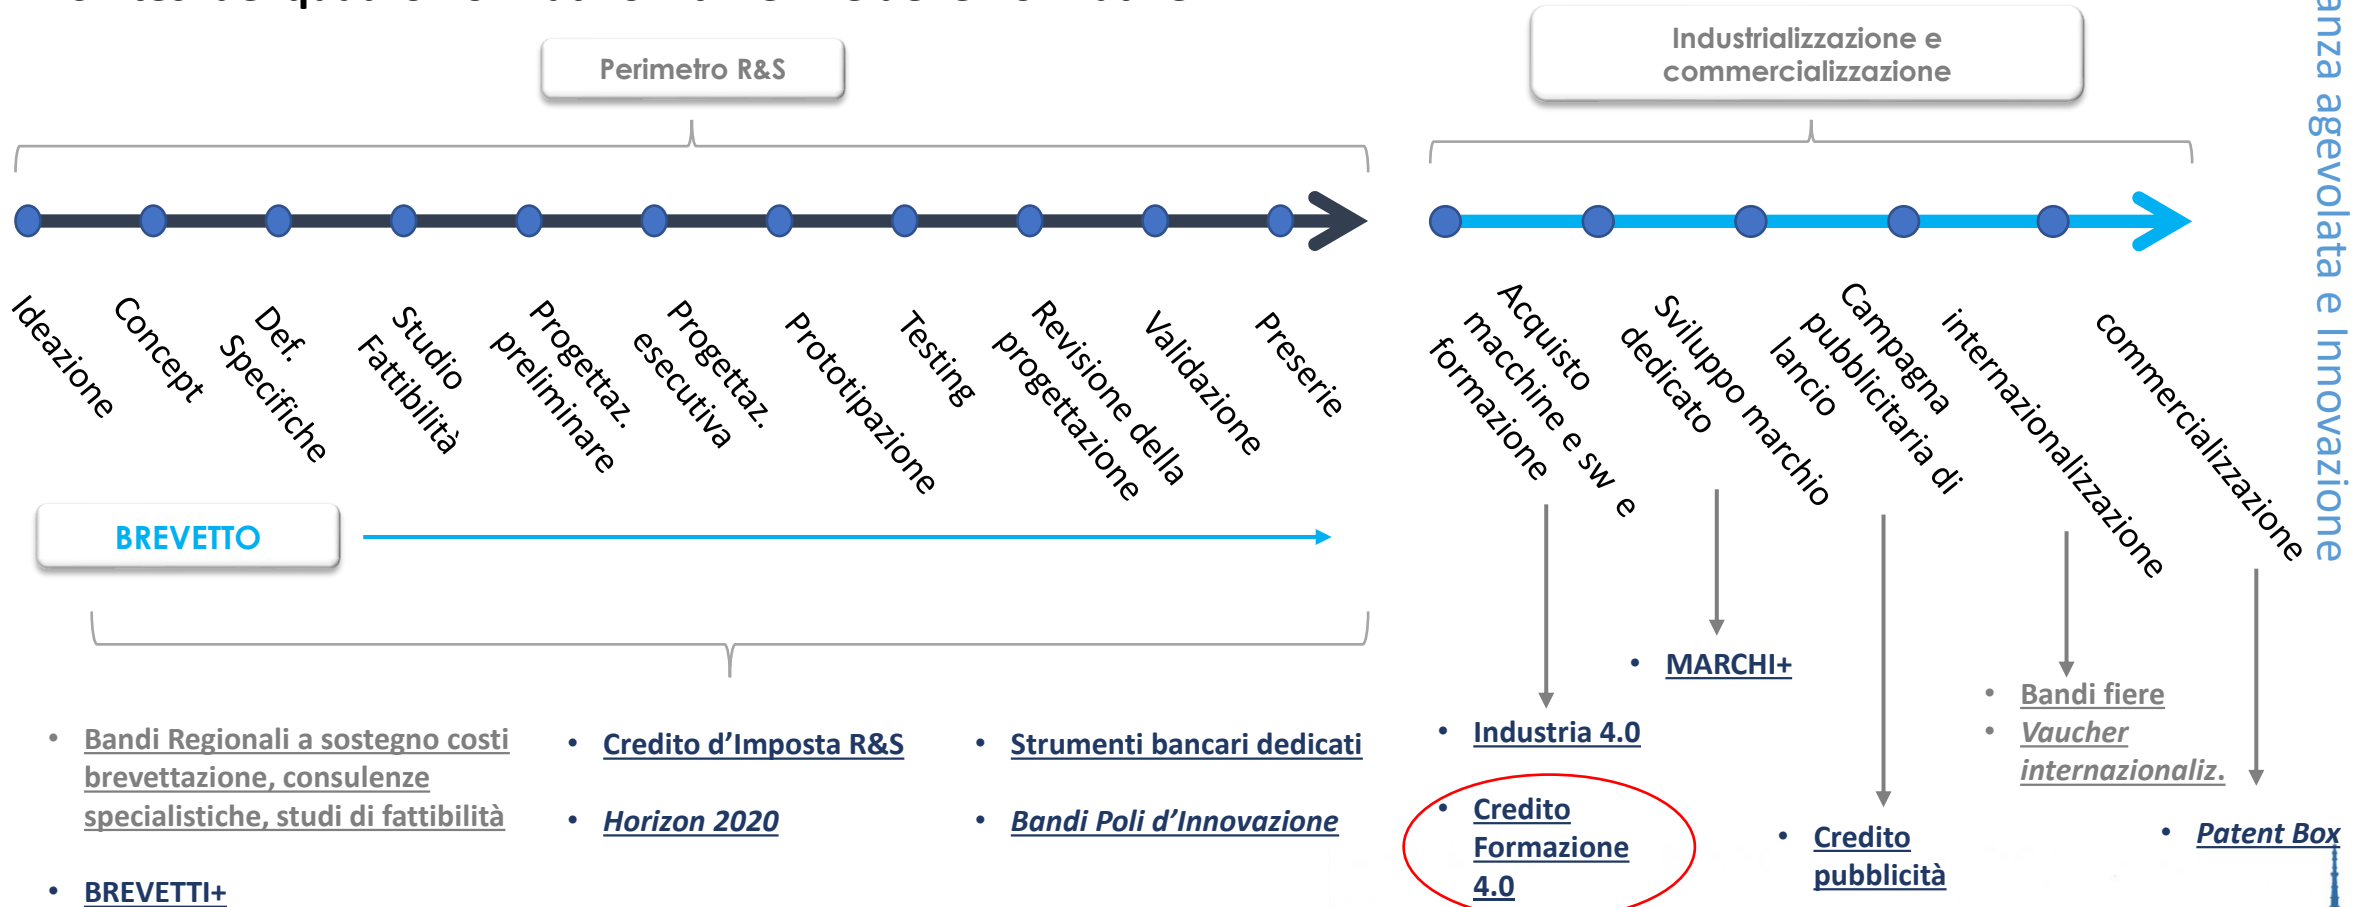 Perimetro R&S
Industrializzazione e
commercializzazione
anza agevolata e Innovazione
Ideazione
Concept
Def.
Specifiche
Studio
Fattibilità
Progettaz.
preliminare
Progettaz.
esecutiva
Prototipazione
Testing
Revisione della
progettazione
Validazione
Preserie
Acquisto
macchine e sw e
formazione
Sviluppo marchio
dedicato
Campagna
pubblicitaria di
lancio
internazionalizzazione
commercializzazione
BREVETTO
• Bandi Regionali a sostegno costi
brevettazione, consulenze
specialistiche, studi di fattibilità
• BREVETTI+
• Credito d’Imposta R&S
• Horizon 2020
• Strumenti bancari dedicati
• Bandi Poli d’Innovazione
• Industria 4.0
• Credito
Formazione
4.0
• MARCHI+
• Credito
pubblicità
• Bandi fiere
• Vaucher
internazionaliz.
• Patent Box